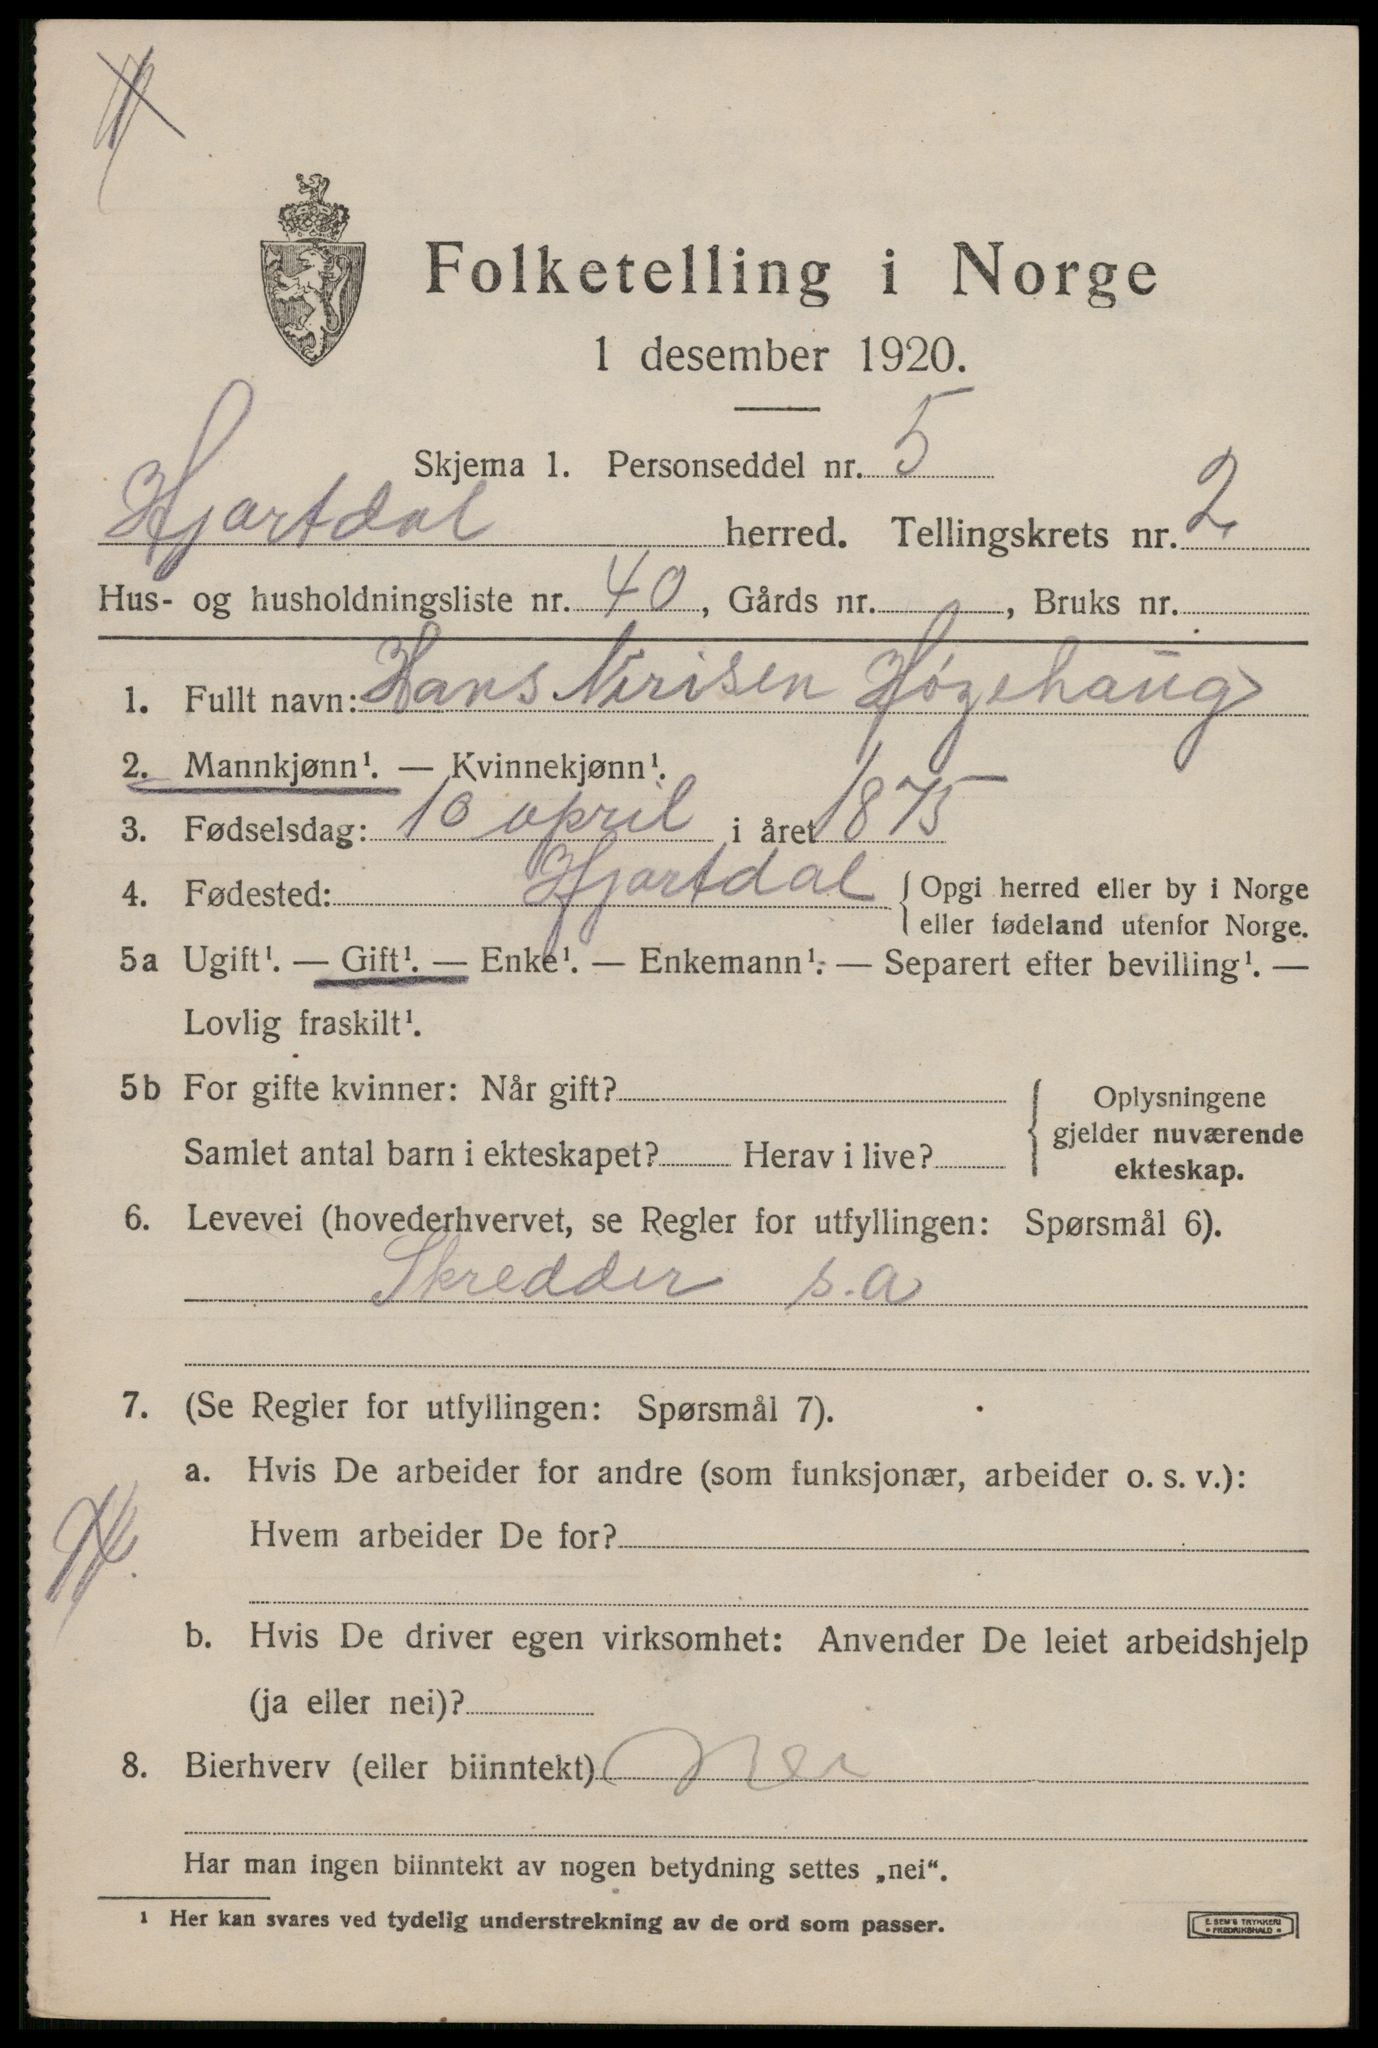 Folketelling i Norge
1 desember 1920.
Skjema 1. Personseddel nr. 5
Hjartdal herred. Tellingskrets nr. 2
Hus- og husholdningsliste nr. 40, Gårds nr. , Bruks nr.
1. Fullt navn: Hans Nirisen Høgehaug
2. Mannkjønn¹. — Kvinnekjønn¹.
3. Fødselsdag: 10 april i året 1875
4. Fødested: Hjartdal { Opgi herred eller by i Norge
eller fødeland utenfor Norge.
5a Ugift¹. — Gift¹. — Enke¹. — Enkemann¹. — Separert efter bevilling¹. —
Lovlig fraskilt¹.
5b For gifte kvinner: Når gift? { Oplysningene
gjelder nuværende
Samlet antal barn i ekteskapet? Herav i live?
ekteskap.
6. Levevei (hovederhvervet, se Regler for utfyllingen: Spørsmål 6).
Skredder s.a
7. (Se Regler for utfyllingen: Spørsmål 7).
a. Hvis De arbeider for andre (som funksjonær, arbeider o. s. v.):
Hvem arbeider De for?
b. Hvis De driver egen virksomhet: Anvender De leiet arbeidshjelp
(ja eller nei)?
8. Bierhverv (eller biinntekt) Nei
Har man ingen biinntekt av nogen betydning settes „nei“.
¹ Her kan svares ved tydelig understrekning av de ord som passer.
E. SEM'S TRYKKERI
* FREDRIKSHALD *